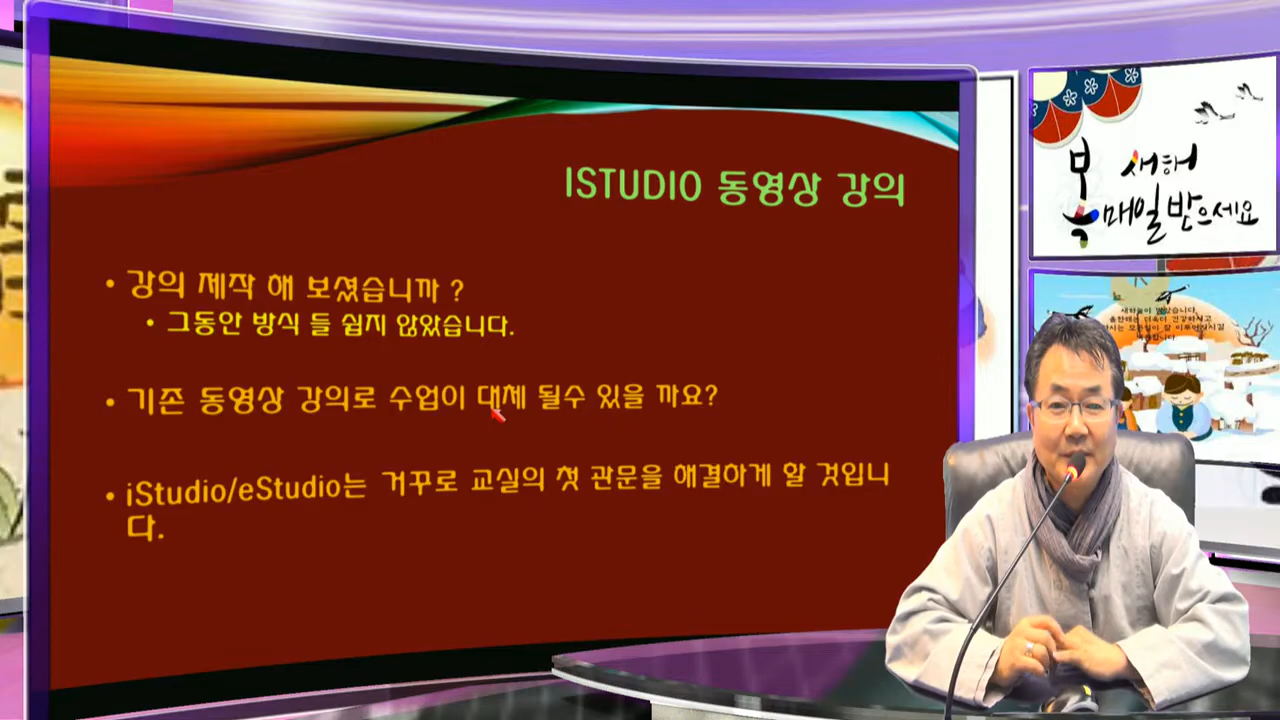 ISTUDIO 동영상 강의
• 강의 제작 해 보셨습니까 ?
• 그동안 방식 들 쉽지 않았습니다.
• 기존 동영상 강의로 수업이 대체 될수 있을 까요?
• iStudio/eStudio는 거꾸로 교실의 첫 관문을 해결하게 할 것입니
다.
새해
복 매일 받으세요